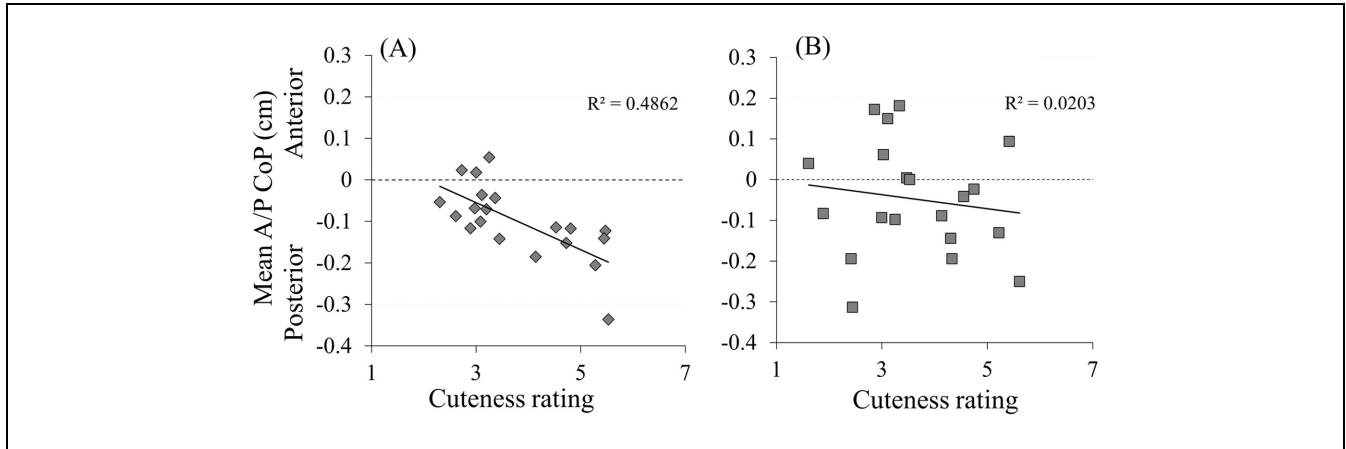 (A)
0.3
0.2
0.1
0
-0.1
-0.2
-0.3
-0.4
1
3
5
7
R² = 0.4862
Mean A/P CoP (cm)
Posterior
Anterior
Cuteness rating
(B)
0.3
0.2
0.1
0
-0.1
-0.2
-0.3
-0.4
1
3
5
7
R² = 0.0203
Cuteness rating